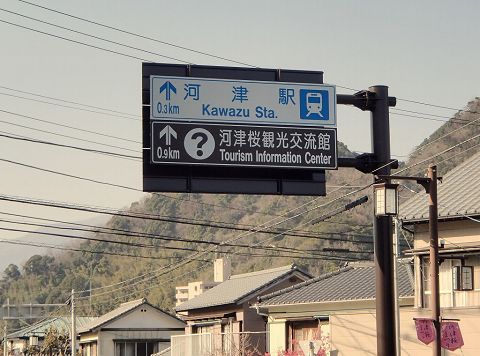 河津駅
0.3km
Kawazu Sta.
?
河津桜観光交流館
0.9km
Tourism Information Center